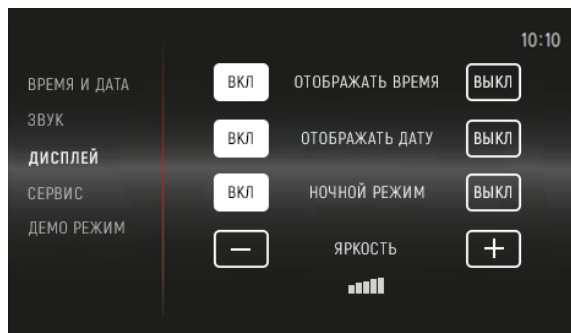 10:10
ВРЕМЯ И ДАТА
ЗВУК
ДИСПЛЕЙ
СЕРВИС
ДЕМО РЕЖИМ
ВКЛ ОТОБРАЖАТЬ ВРЕМЯ ВЫКЛ
ВКЛ ОТОБРАЖАТЬ ДАТУ ВЫКЛ
ВКЛ НОЧНОЙ РЕЖИМ ВЫКЛ
— ЯРКОСТЬ +